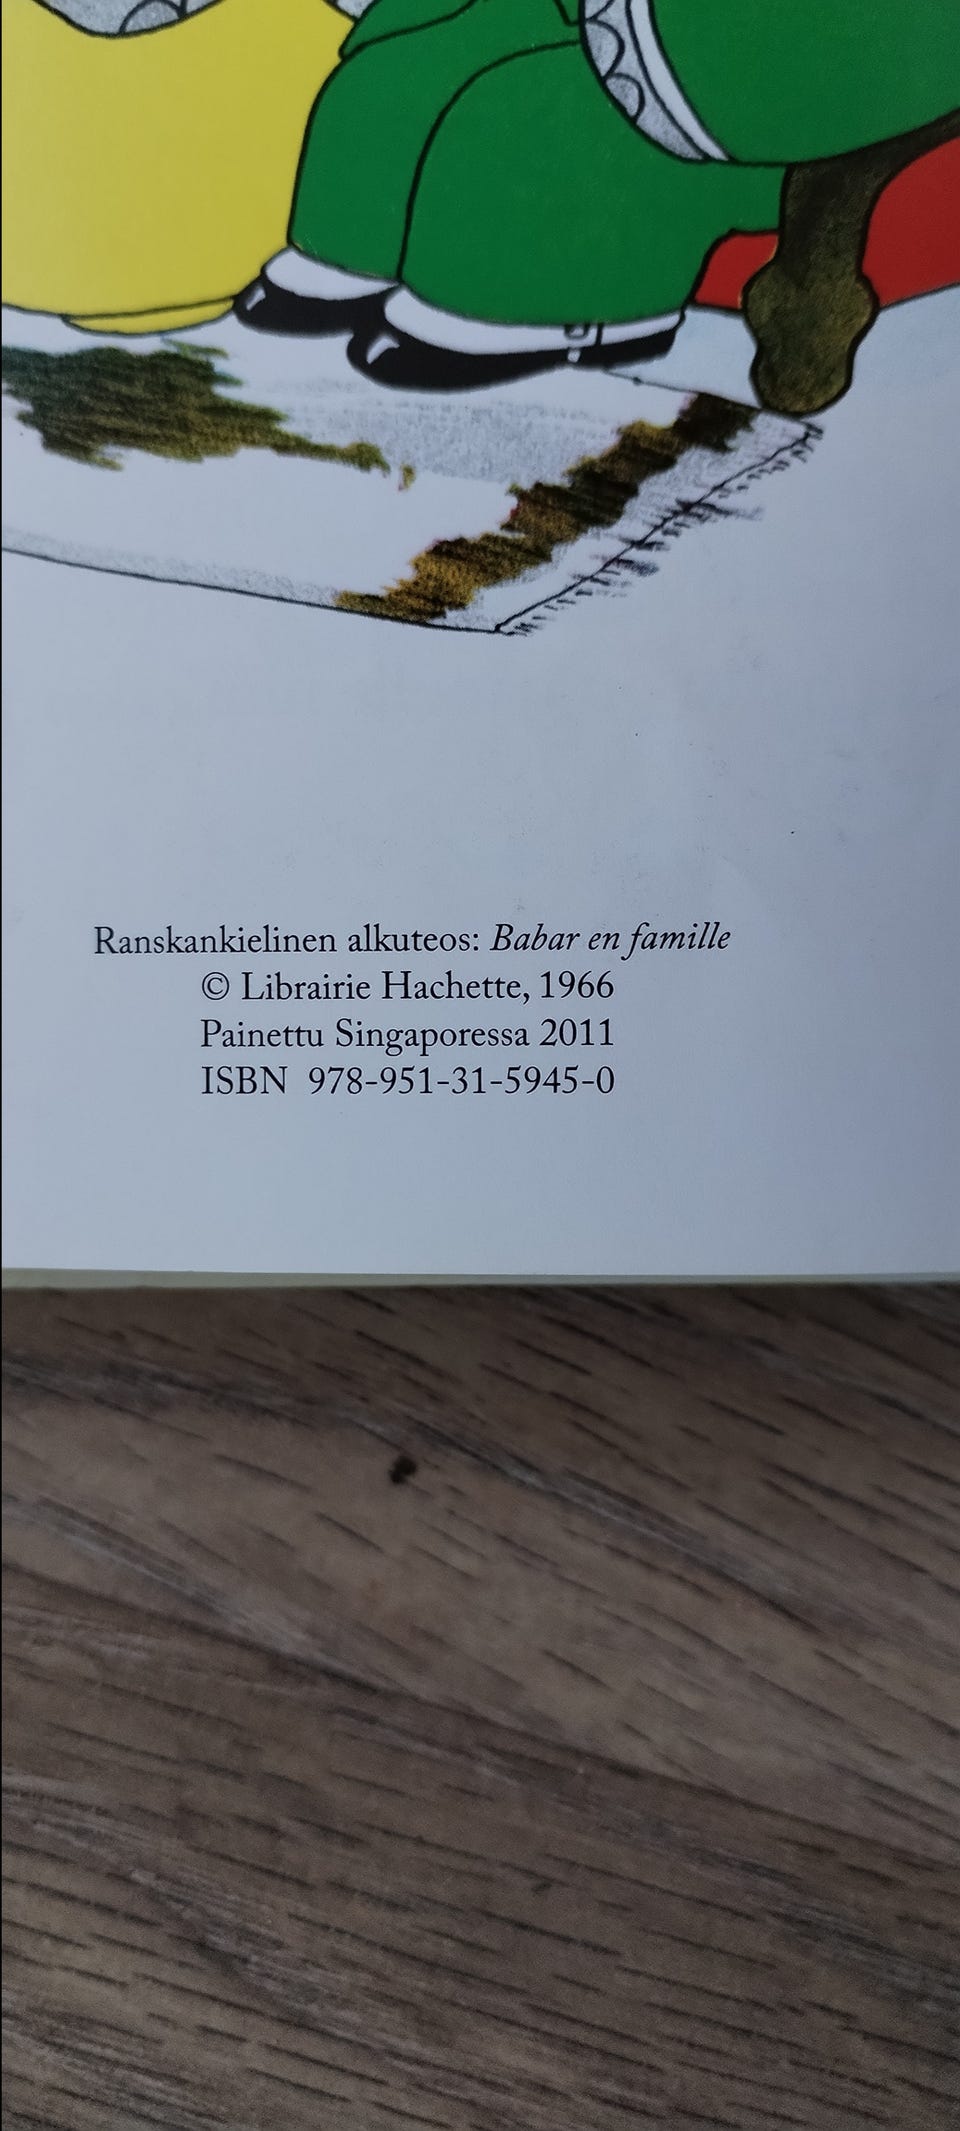 Ranskankielinen alkuteos: Babar en famille
© Librairie Hachette, 1966
Painettu Singaporessa 2011
ISBN 978-951-31-5945-0